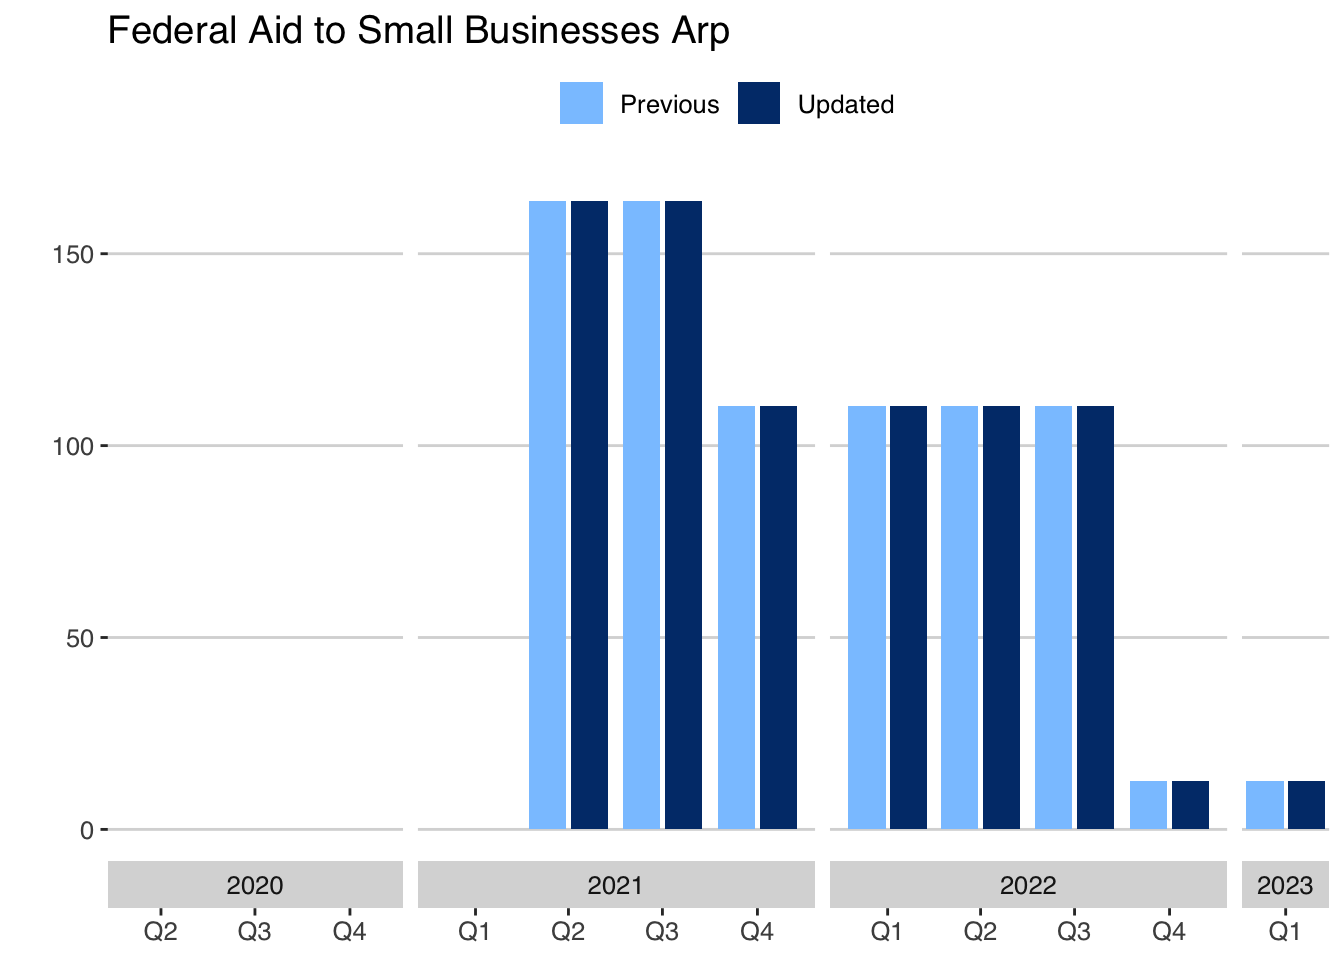 Federal Aid to Small Businesses Arp
Previous Updated
150
100
50
0
2020 2021 2022 2023
Q2 Q3 Q4 Q1 Q2 Q3 Q4 Q1 Q2 Q3 Q4 Q1